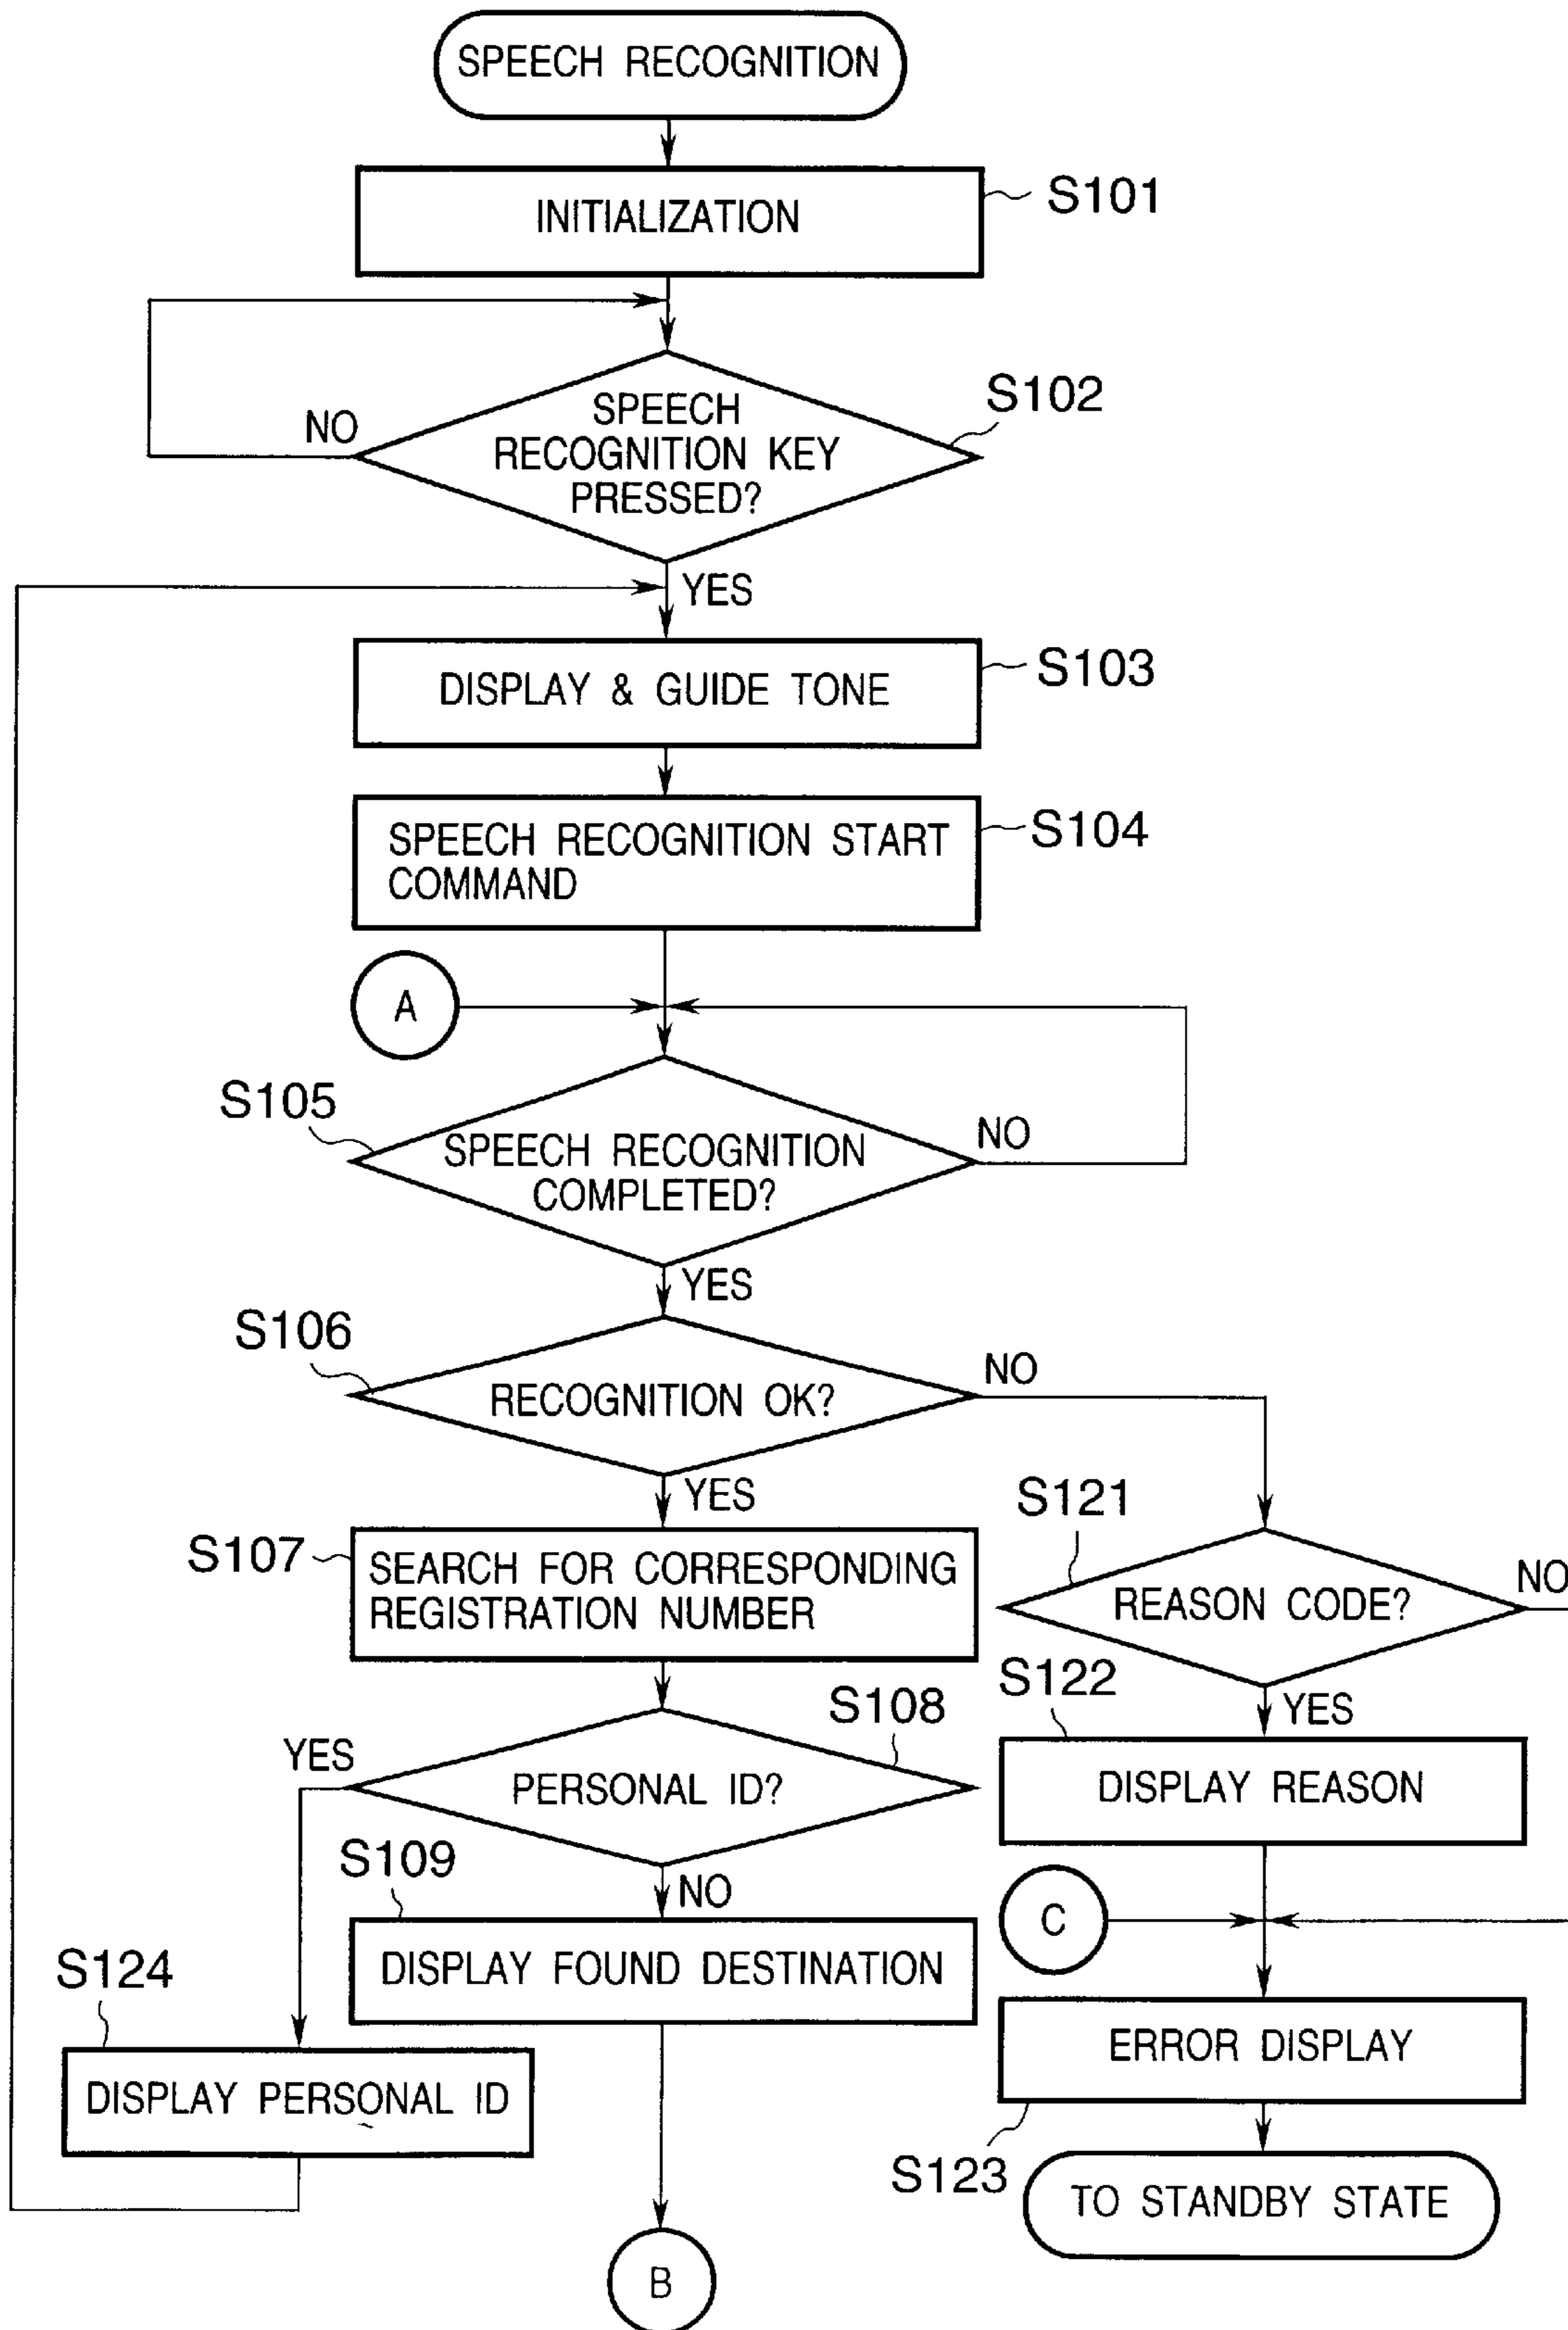 SPEECH RECOGNITION
INITIALIZATION
S101
SPEECH
RECOGNITION KEY
PRESSED?
S102
NO
YES
DISPLAY & GUIDE TONE
S103
SPEECH RECOGNITION START
COMMAND
S104
A
S105
SPEECH RECOGNITION
COMPLETED?
NO
YES
S106
RECOGNITION OK?
NO
YES
S107
SEARCH FOR CORRESPONDING
REGISTRATION NUMBER
S121
REASON CODE?
NO
S122
YES
DISPLAY REASON
S108
YES
PERSONAL ID?
S109
NO
DISPLAY FOUND DESTINATION
C
S124
DISPLAY PERSONAL ID
ERROR DISPLAY
S123
TO STANDBY STATE
B